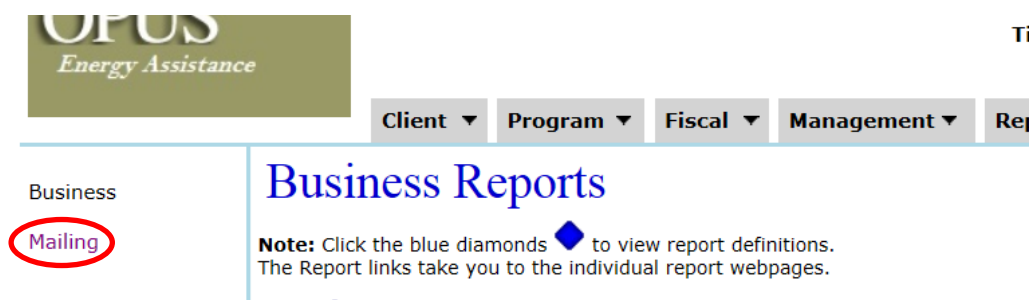 OPUS
Energy Assistance
Client ▼ Program ▼ Fiscal ▼ Management ▼
Business
Mailing
Business Reports
Note: Click the blue diamonds to view report definitions.
The Report links take you to the individual report webpages.